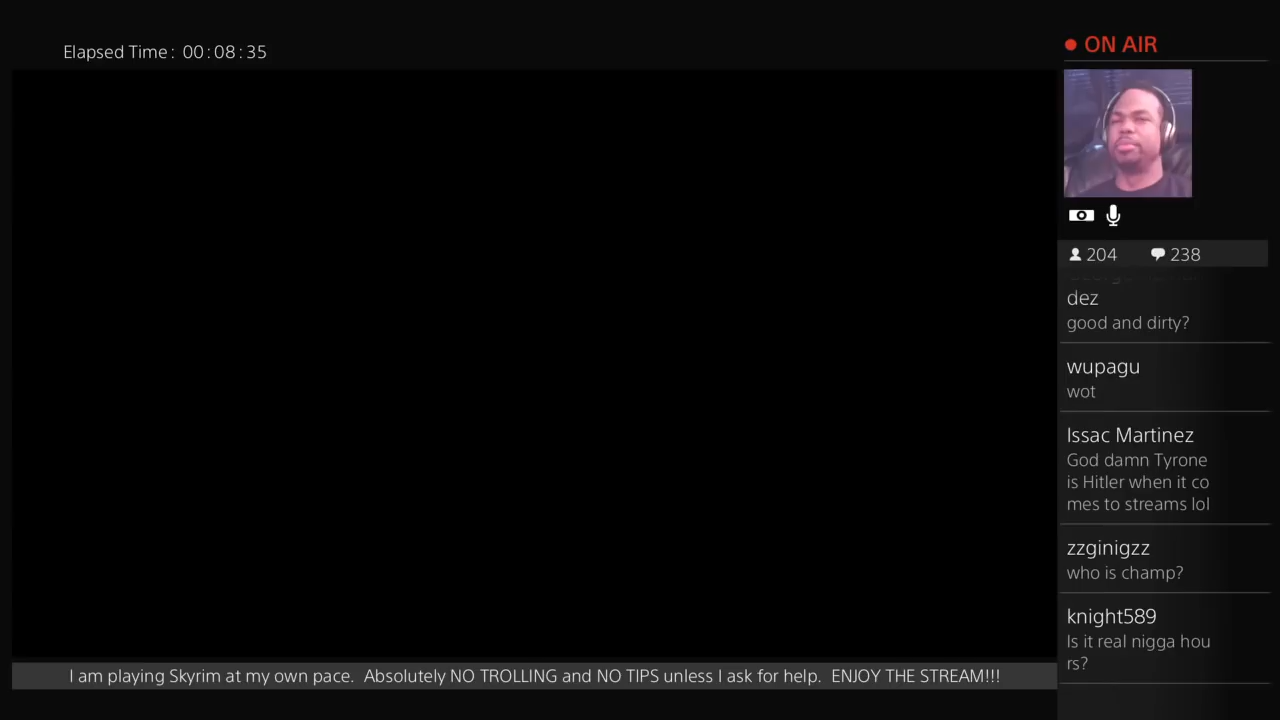 Elapsed Time: 00:08:35
ON AIR
204 238
dez
good and dirty?
wupagu
wot
Issac Martinez
God damn Tyrone
is Hitler when it co
mes to streams lol
zzginigzz
who is champ?
knight589
Is it real nigga hou
rs?
I am playing Skyrim at my own pace. Absolutely NO TROLLING and NO TIPS unless I ask for help. ENJOY THE STREAM!!!